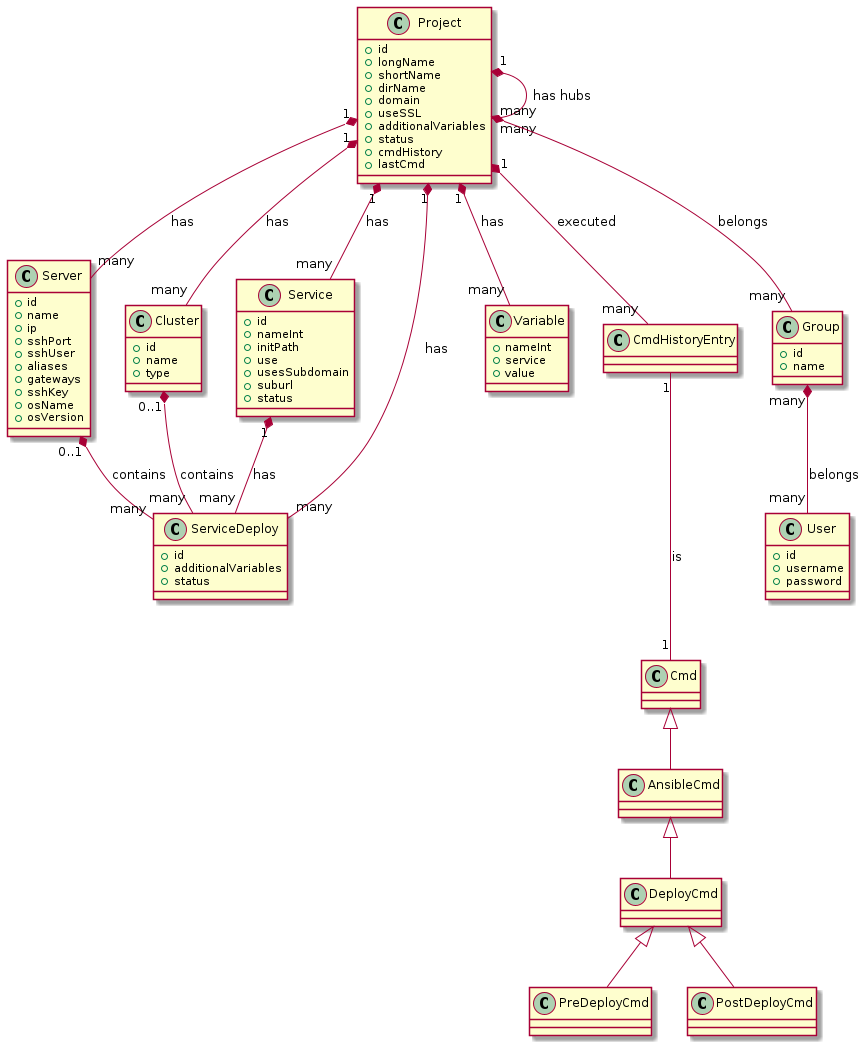 C Project
id
longName
shortName
dirName
domain
useSSL
additionalVariables
status
cmdHistory
lastCmd
1
has hubs
many
many
1
1
1
1
1
1
has
has
has
has
has
executed
belongs
many
many
many
many
many
many
many
C Server
id
name
ip
sshPort
sshUser
aliases
gateways
sshKey
osName
osVersion
C Cluster
id
name
type
C Service
id
nameInt
initPath
use
usesSubdomain
suburl
status
C Variable
nameInt
service
value
C CmdHistoryEntry
C Group
id
name
0..1
0..1
1
1
many
contains
contains
has
belongs
many
many
many
many
C ServiceDeploy
id
additionalVariables
status
C User
id
username
password
is
1
C Cmd
C AnsibleCmd
C DeployCmd
C PreDeployCmd
C PostDeployCmd